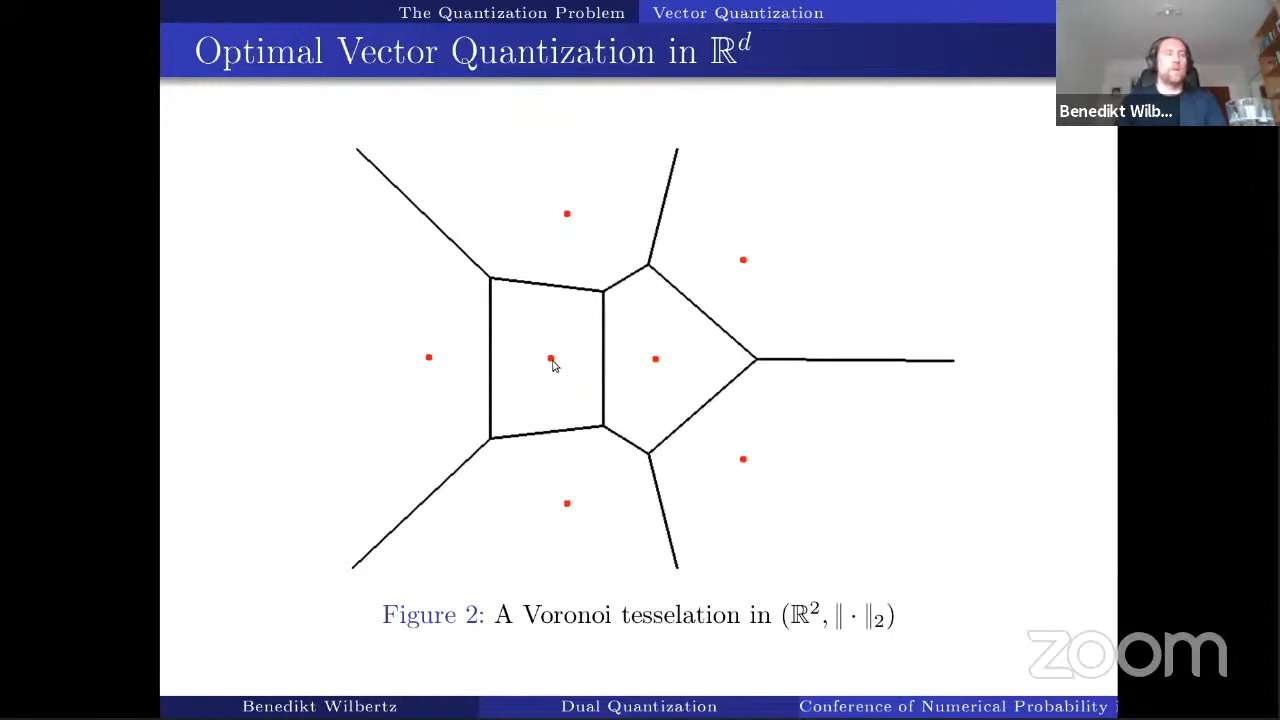 The Quantization Problem Vector Quantization
Optimal Vector Quantization in ℝᵈ
Benedikt Wilb...
Figure 2: A Voronoi tesselation in (ℝ², ‖ · ‖₂)
zoom
Benedikt Wilbertz Dual Quantization Conference of Numerical Probability i